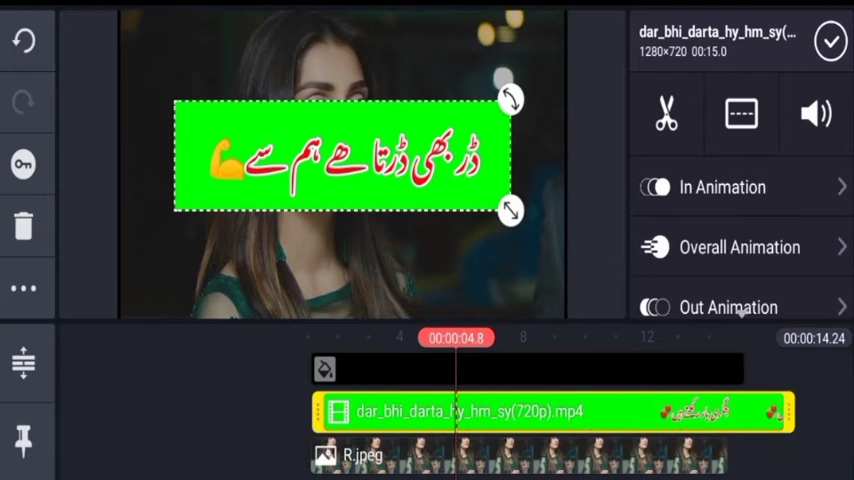 dar_bhi_darta_hy_hm_sy(...
1280×720 00:15.0
ڈر بھی ڈرتا ھے ہم سے💪
In Animation
Overall Animation
Out Animation
4
00:00:04.8
8
12
00:00:14.24
dar_bhi_darta_hy_hm_sy(720p).mp4
R.jpeg